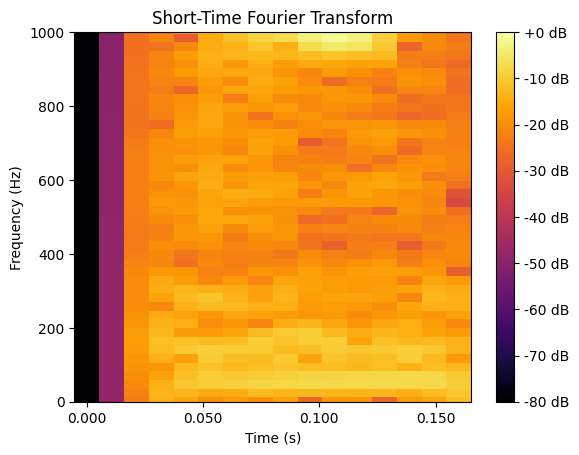 Short-Time Fourier Transform
1000
800
600
400
200
0
Frequency (Hz)
0.000
0.050
0.100
0.150
Time (s)
+0 dB
-10 dB
-20 dB
-30 dB
-40 dB
-50 dB
-60 dB
-70 dB
-80 dB